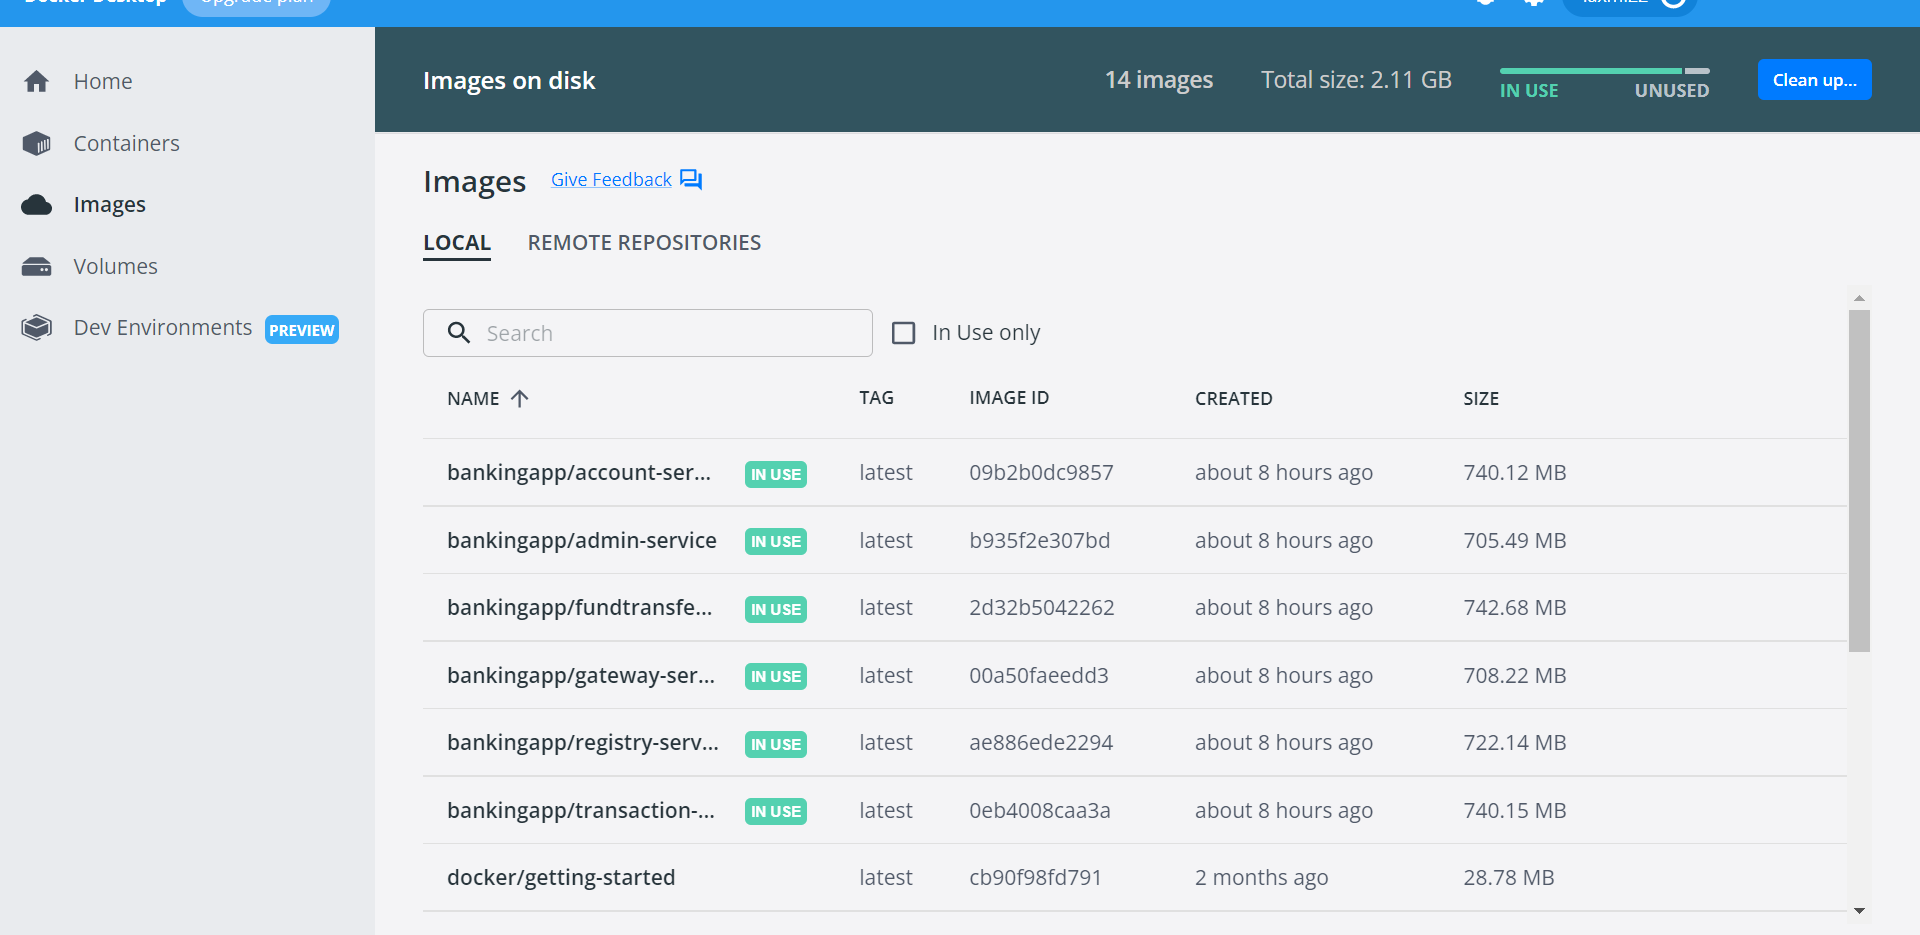 Docker Desktop Upgrade plan
Home
Containers
Images
Volumes
Dev Environments PREVIEW
Images on disk 14 images Total size: 2.11 GB IN USE UNUSED Clean up...
Images Give Feedback
LOCAL REMOTE REPOSITORIES
Search In Use only
NAME TAG IMAGE ID CREATED SIZE
bankingapp/account-ser... IN USE latest 09b2b0dc9857 about 8 hours ago 740.12 MB
bankingapp/admin-service IN USE latest b935f2e307bd about 8 hours ago 705.49 MB
bankingapp/fundtransfe... IN USE latest 2d32b5042262 about 8 hours ago 742.68 MB
bankingapp/gateway-ser... IN USE latest 00a50faeedd3 about 8 hours ago 708.22 MB
bankingapp/registry-serv... IN USE latest ae886ede2294 about 8 hours ago 722.14 MB
bankingapp/transaction-... IN USE latest 0eb4008caa3a about 8 hours ago 740.15 MB
docker/getting-started latest cb90f98fd791 2 months ago 28.78 MB